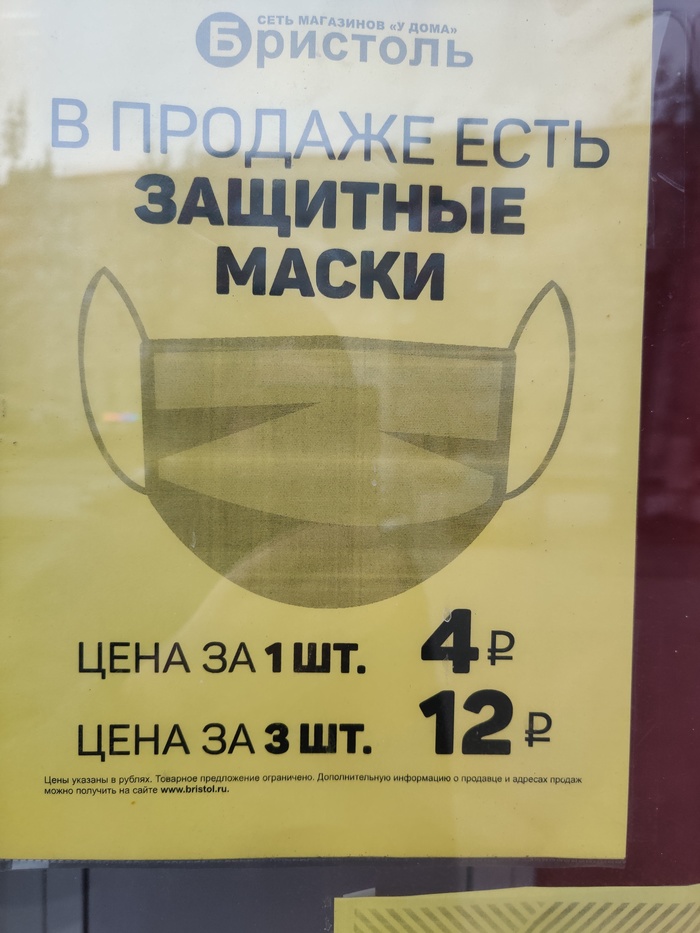 СЕТЬ МАГАЗИНОВ «У ДОМА»
Бристоль
В ПРОДАЖЕ ЕСТЬ
ЗАЩИТНЫЕ
МАСКИ
ЦЕНА ЗА 1 ШТ. 4 ₽
ЦЕНА ЗА 3 ШТ. 12 ₽
Цены указаны в рублях. Товарное предложение ограничено. Дополнительную информацию о продавце и адресах продаж
можно получить на сайте www.bristol.ru.